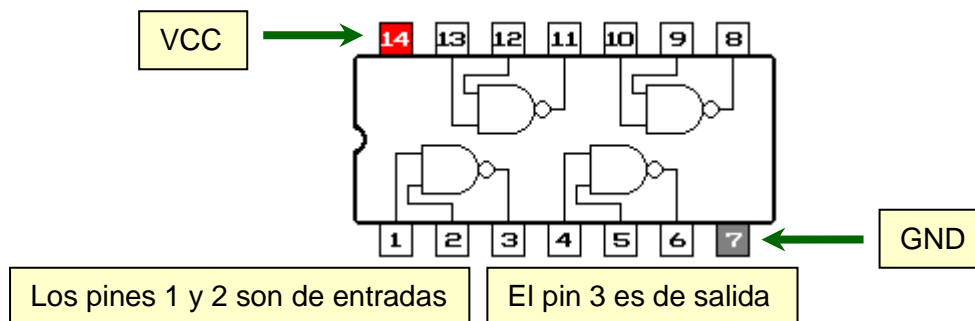 VCC
14 13 12 11 10 9 8
1 2 3 4 5 6 7
GND
Los pines 1 y 2 son de entradas
El pin 3 es de salida